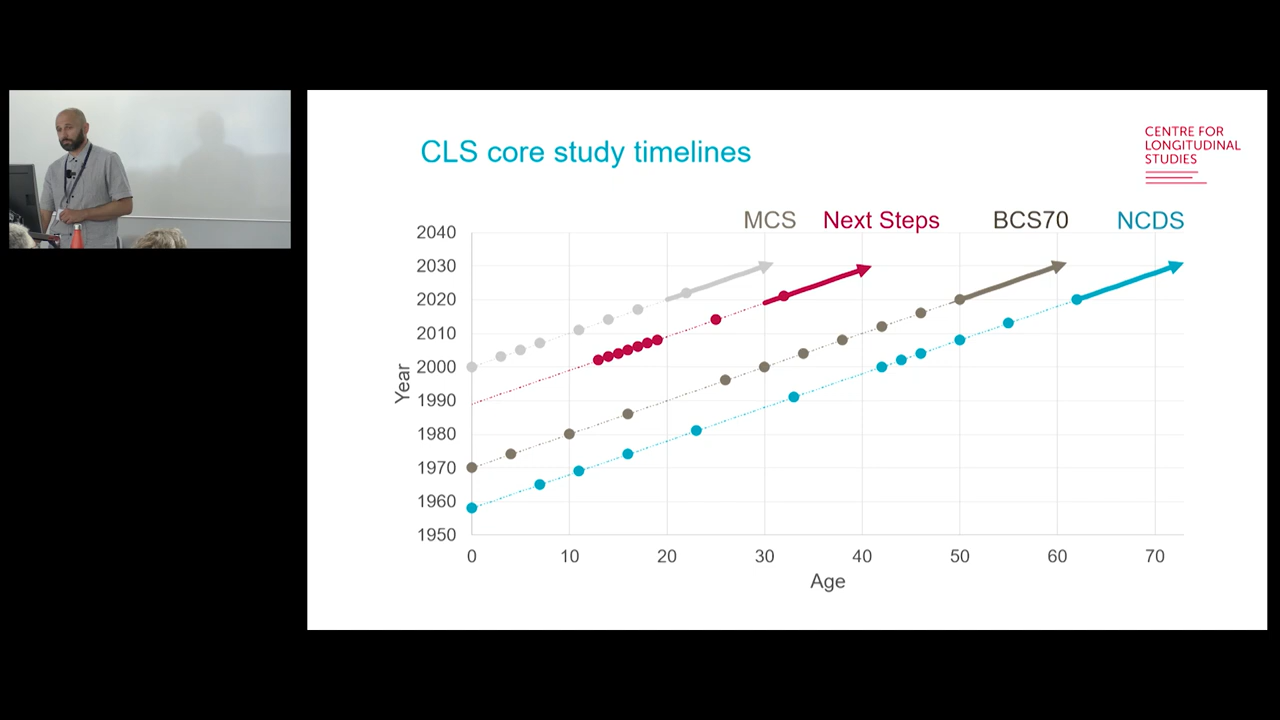 CLS core study timelines
CENTRE FOR
LONGITUDINAL
STUDIES
MCS
Next Steps
BCS70
NCDS
2040
2030
2020
2010
2000
1990
1980
1970
1960
1950
Year
0 10 20 30 40 50 60 70
Age